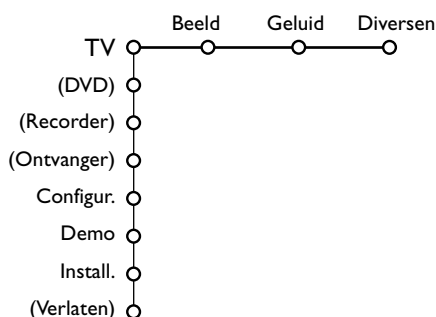 Beeld Geluid Diversen
TV
(DVD)
(Recorder)
(Ontvanger)
Configur.
Demo
Install.
(Verlaten)